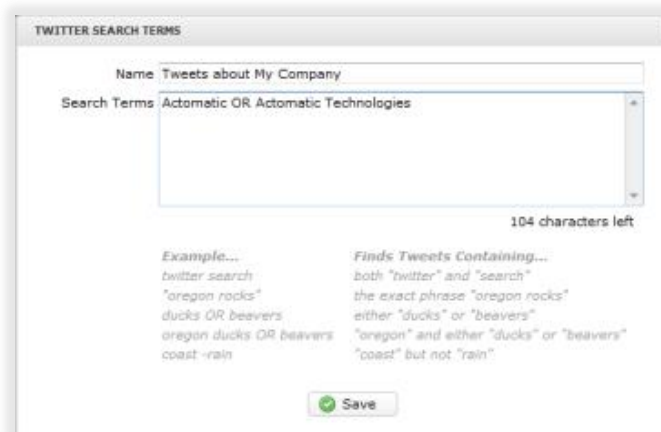 TWITTER SEARCH TERMS
Name Tweets about My Company
Search Terms Actomatic OR Actomatic Technologies
104 characters left
Example... Finds Tweets Containing...
twitter search both "twitter" and "search"
"oregon rocks" the exact phrase "oregon rocks"
ducks OR beavers either "ducks" or "beavers"
oregon ducks OR beavers "oregon" and either "ducks" or "beavers"
coast -rain "coast" but not "rain"
Save